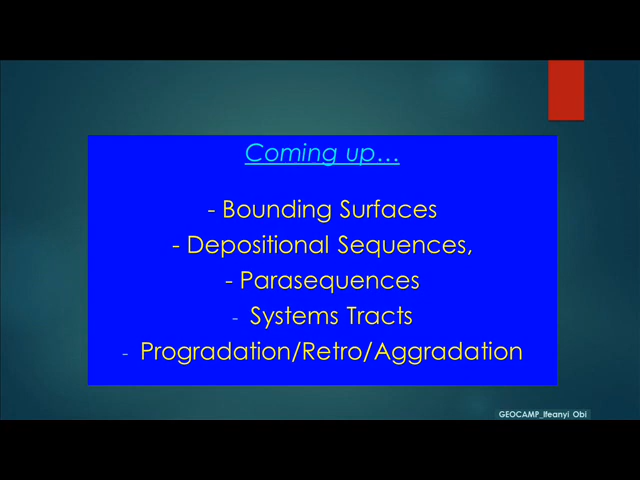 Coming up...
- Bounding Surfaces
- Depositional Sequences,
- Parasequences
- Systems Tracts
- Progradation/Retro/Aggradation
GEOCAMP_Ifeanyi Obi